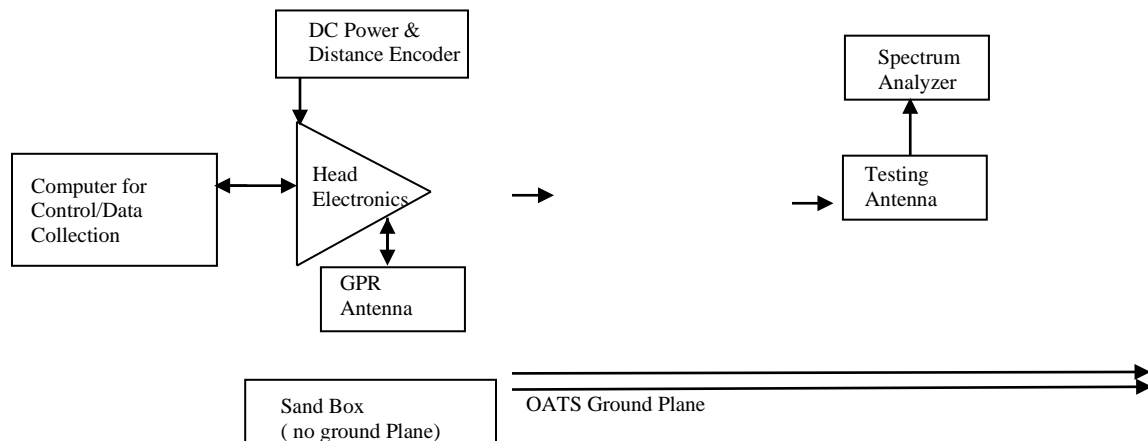 DC Power &
Distance Encoder
Spectrum
Analyzer
Computer for
Control/Data
Collection
Head
Electronics
Testing
Antenna
GPR
Antenna
Sand Box
( no ground Plane)
OATS Ground Plane